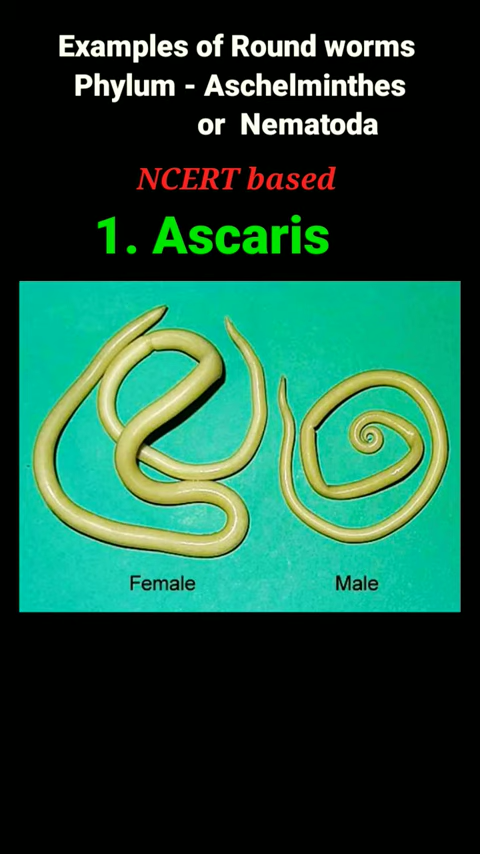 Examples of Round worms
Phylum - Aschelminthes
or Nematoda
NCERT based
1. Ascaris
Female
Male